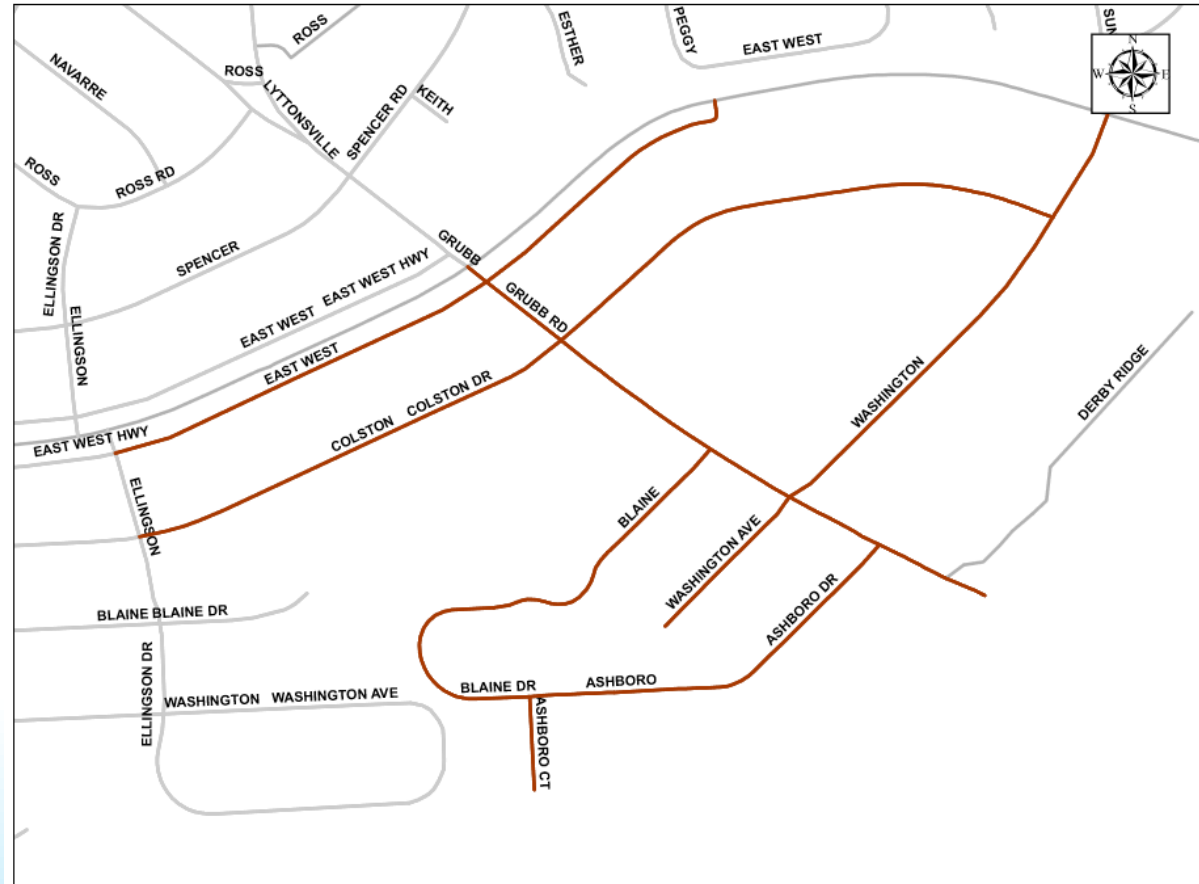 ROSS
ESTHER
PEGGY
EAST WEST
SUN
N
W
E
S
NAVARRE
ROSS
LYTTONSVILLE
SPENCER RD
KEITH
ROSS
ROSS RD
ELLINGSON DR
SPENCER
GRUBB
EAST WEST HWY
EAST WEST
GRUBB RD
ELLINGSON
EAST WEST
COLSTON DR
COLSTON
EAST WEST HWY
WASHINGTON
DERBY RIDGE
ELLINGSON
BLAINE
WASHINGTON AVE
ASHBORO DR
BLAINE BLAINE DR
ELLINGSON DR
WASHINGTON
WASHINGTON AVE
BLAINE DR
ASHBORO
ASHBORO CT